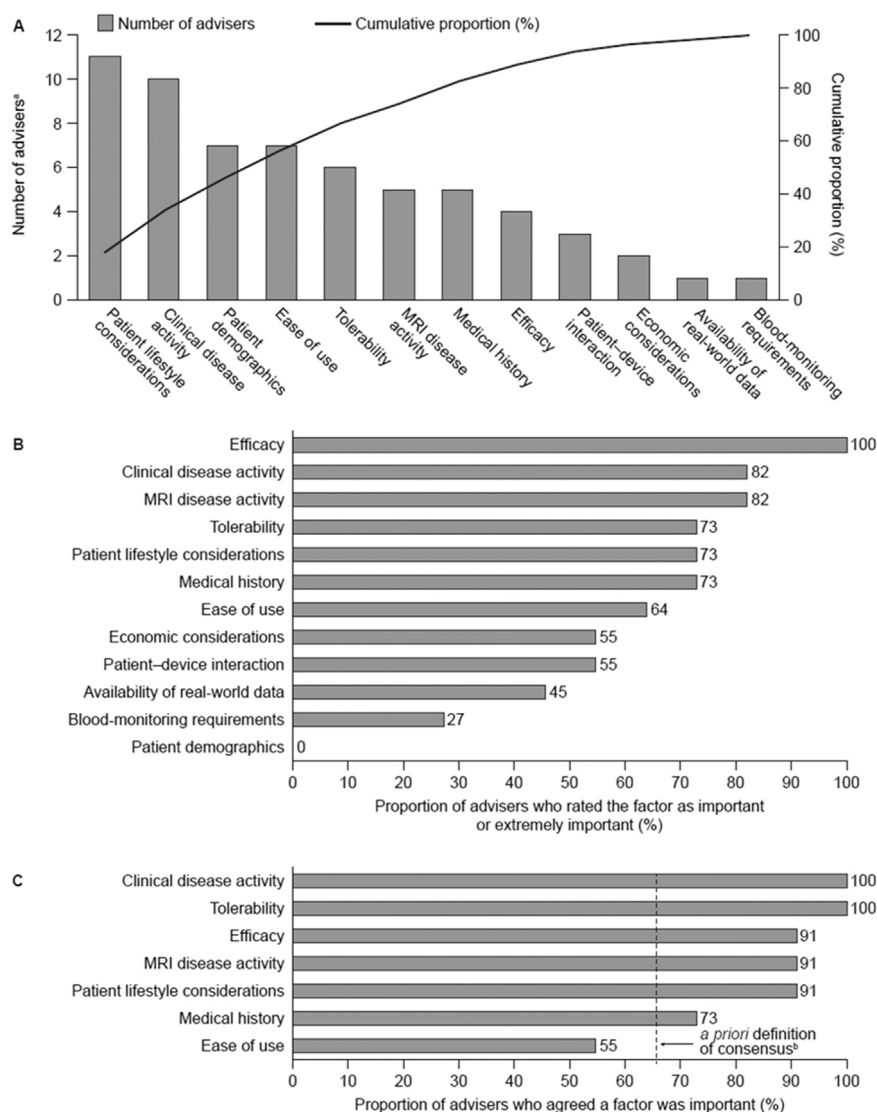 A
Number of advisers
Cumulative proportion (%)
12
10
8
6
4
2
0
Number of advisersᵃ
100
80
60
40
20
0
Cumulative proportion (%)
Patient lifestyle
considerations
Clinical disease
activity
Patient
demographics
Ease of use
Tolerability
MRI disease
activity
Medical history
Efficacy
Patient–device
interaction
Economic
considerations
Availability of
real-world data
Blood-monitoring
requirements
B
Efficacy 100
Clinical disease activity 82
MRI disease activity 82
Tolerability 73
Patient lifestyle considerations 73
Medical history 73
Ease of use 64
Economic considerations 55
Patient–device interaction 55
Availability of real-world data 45
Blood-monitoring requirements 27
Patient demographics 0
0 10 20 30 40 50 60 70 80 90 100
Proportion of advisers who rated the factor as important
or extremely important (%)
C
Clinical disease activity 100
Tolerability 100
Efficacy 91
MRI disease activity 91
Patient lifestyle considerations 91
Medical history 73
Ease of use 55
a priori definition
of consensusᵇ
0 10 20 30 40 50 60 70 80 90 100
Proportion of advisers who agreed a factor was important (%)